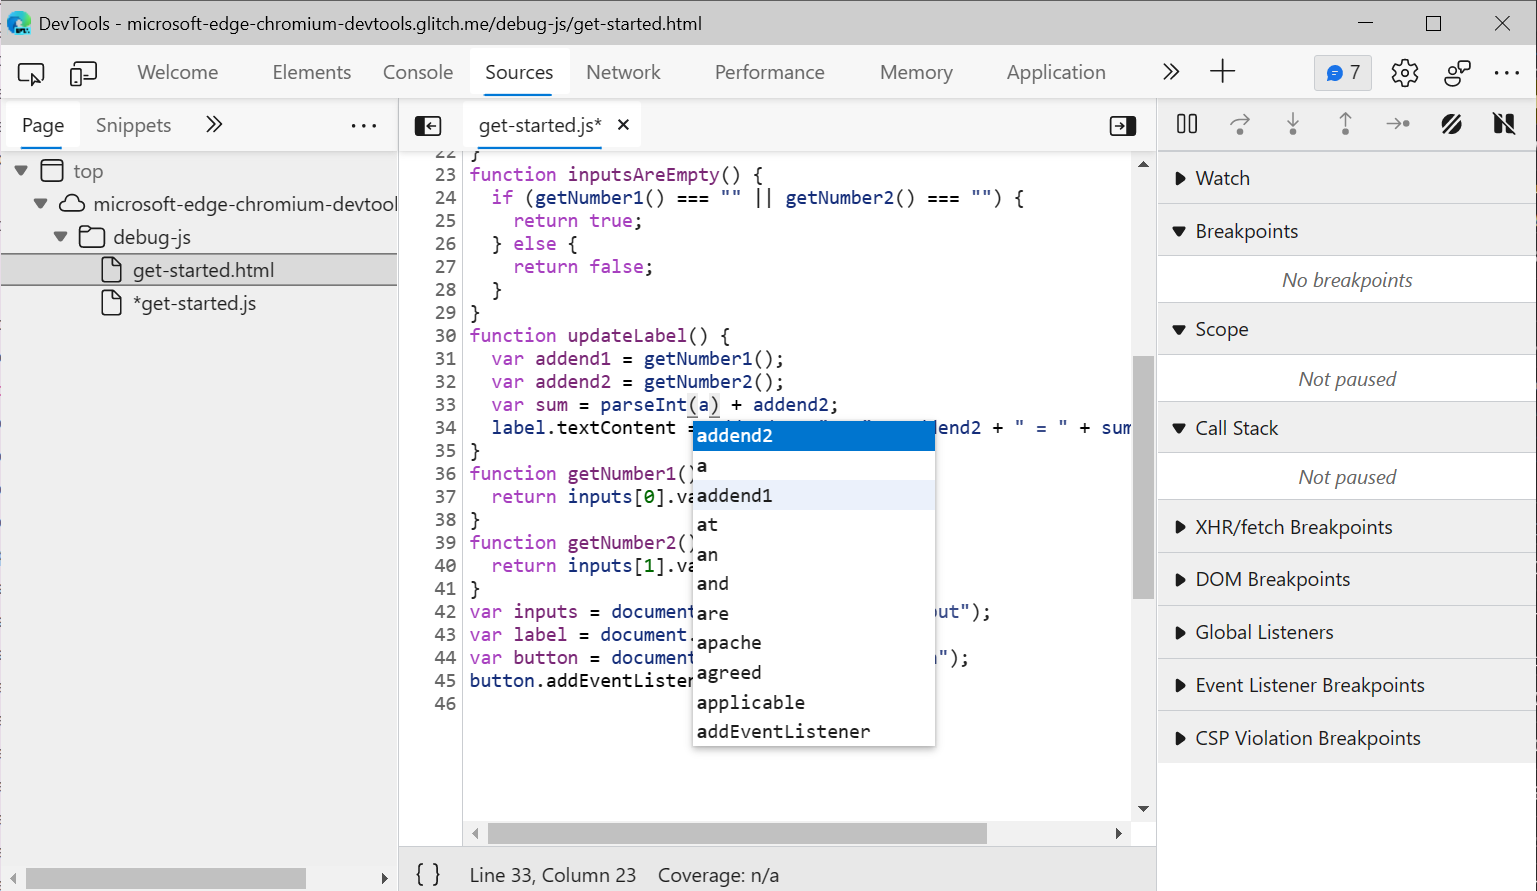 DevTools - microsoft-edge-chromium-devtools.glitch.me/debug-js/get-started.html
Welcome Elements Console Sources Network Performance Memory Application 7
Page Snippets
top
microsoft-edge-chromium-devtool
debug-js
get-started.html
*get-started.js
get-started.js*
22 }
23 function inputsAreEmpty() {
24 if (getNumber1() === "" || getNumber2() === "") {
25 return true;
26 } else {
27 return false;
28 }
29 }
30 function updateLabel() {
31 var addend1 = getNumber1();
32 var addend2 = getNumber2();
33 var sum = parseInt(a) + addend2;
34 label.textContent = dend2 + " = " + sum
35 }
36 function getNumber1()
37 return inputs[0].va
38 }
39 function getNumber2()
40 return inputs[1].va
41 }
42 var inputs = document out");
43 var label = document.
44 var button = document ");
45 button.addEventListen
46
addend2
a
addend1
at
an
and
are
apache
agreed
applicable
addEventListener
{ } Line 33, Column 23 Coverage: n/a
Watch
Breakpoints
No breakpoints
Scope
Not paused
Call Stack
Not paused
XHR/fetch Breakpoints
DOM Breakpoints
Global Listeners
Event Listener Breakpoints
CSP Violation Breakpoints